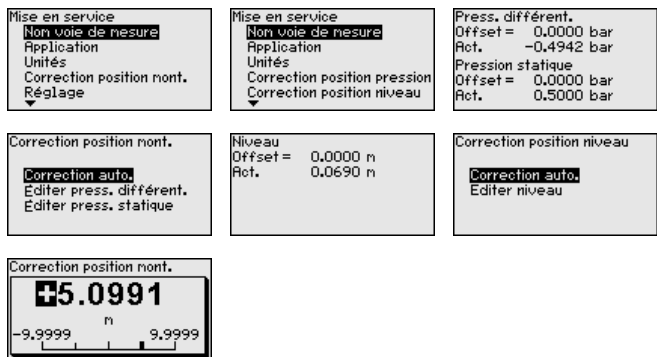 Mise en service
Nom voie de mesure
Application
Unités
Correction position mont.
Réglage
Mise en service
Nom voie de mesure
Application
Unités
Correction position pression
Correction position niveau
Press. différent.
Offset = 0.0000 bar
Act. -0.4942 bar
Pression statique
Offset = 0.0000 bar
Act. 0.5000 bar
Correction position mont.
Correction auto.
Éditer press. différent.
Éditer press. statique
Niveau
Offset = 0.0000 m
Act. 0.0690 m
Correction position niveau
Correction auto.
Editer niveau
Correction position mont.
+5.0991
m
-9.9999 9.9999